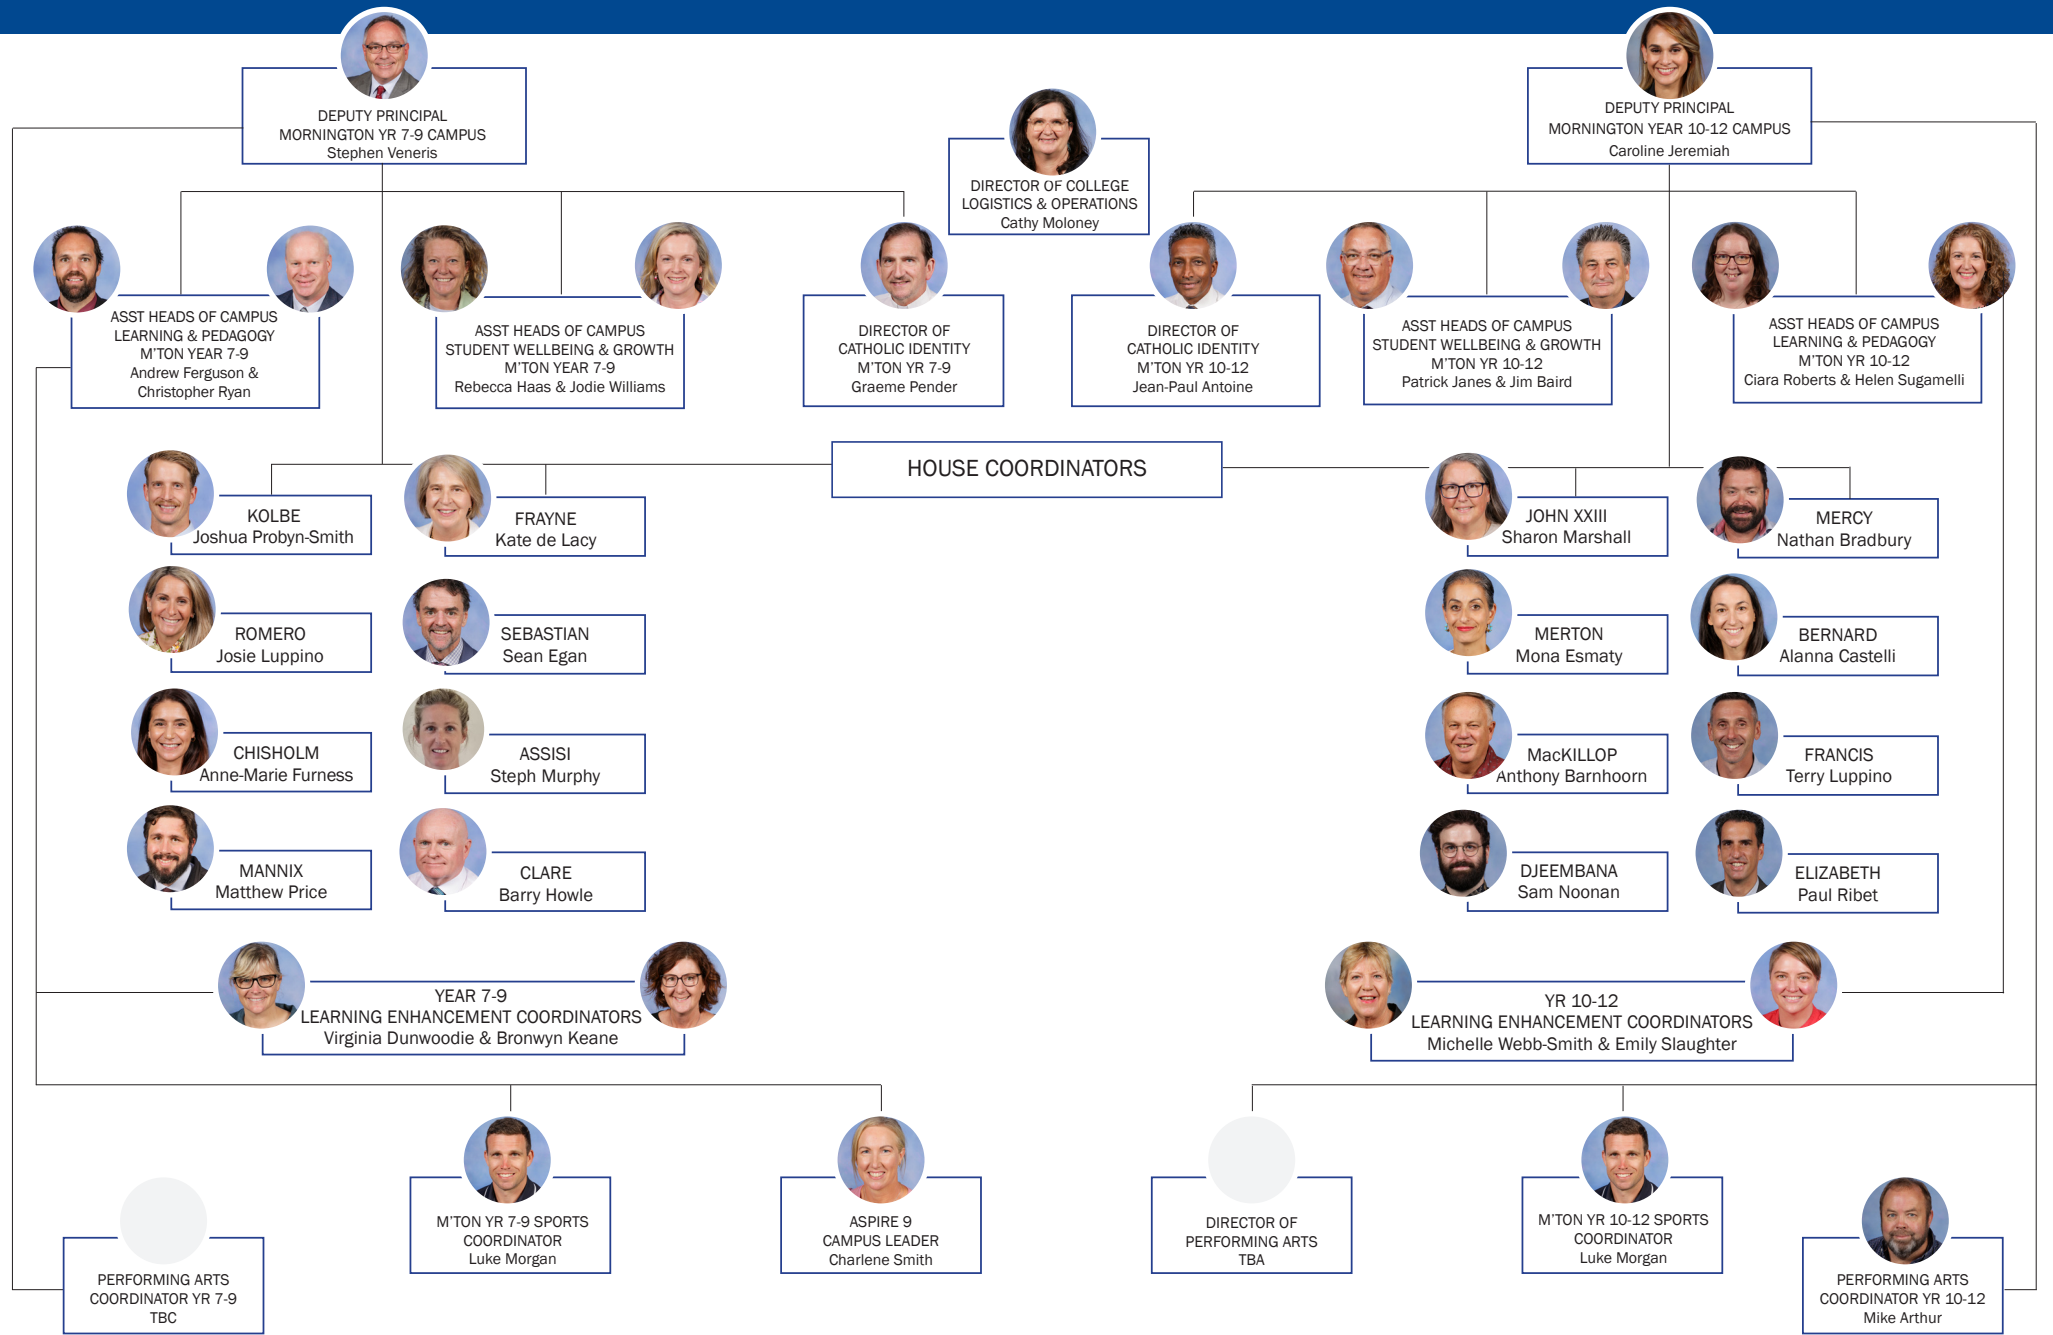 DEPUTY PRINCIPAL
MORNINGTON YR 7-9 CAMPUS
Stephen Veneris
DEPUTY PRINCIPAL
MORNINGTON YEAR 10-12 CAMPUS
Caroline Jeremiah
DIRECTOR OF COLLEGE
LOGISTICS & OPERATIONS
Cathy Moloney
ASST HEADS OF CAMPUS
LEARNING & PEDAGOGY
M'TON YEAR 7-9
Andrew Ferguson &
Christopher Ryan
ASST HEADS OF CAMPUS
STUDENT WELLBEING & GROWTH
M'TON YEAR 7-9
Rebecca Haas & Jodie Williams
DIRECTOR OF
CATHOLIC IDENTITY
M'TON YR 7-9
Graeme Pender
DIRECTOR OF
CATHOLIC IDENTITY
M'TON YR 10-12
Jean-Paul Antoine
ASST HEADS OF CAMPUS
STUDENT WELLBEING & GROWTH
M'TON YR 10-12
Patrick Janes & Jim Baird
ASST HEADS OF CAMPUS
LEARNING & PEDAGOGY
M'TON YR 10-12
Ciara Roberts & Helen Sugamelli
HOUSE COORDINATORS
KOLBE
Joshua Probyn-Smith
FRAYNE
Kate de Lacy
JOHN XXIII
Sharon Marshall
MERCY
Nathan Bradbury
ROMERO
Josie Luppino
SEBASTIAN
Sean Egan
MERTON
Mona Esmaty
BERNARD
Alanna Castelli
CHISHOLM
Anne-Marie Furness
ASSISI
Steph Murphy
MacKILLOP
Anthony Barnhoorn
FRANCIS
Terry Luppino
MANNIX
Matthew Price
CLARE
Barry Howle
DJEEMBANA
Sam Noonan
ELIZABETH
Paul Ribet
YEAR 7-9
LEARNING ENHANCEMENT COORDINATORS
Virginia Dunwoodie & Bronwyn Keane
YR 10-12
LEARNING ENHANCEMENT COORDINATORS
Michelle Webb-Smith & Emily Slaughter
PERFORMING ARTS
COORDINATOR YR 7-9
TBC
M'TON YR 7-9 SPORTS
COORDINATOR
Luke Morgan
ASPIRE 9
CAMPUS LEADER
Charlene Smith
DIRECTOR OF
PERFORMING ARTS
TBA
M'TON YR 10-12 SPORTS
COORDINATOR
Luke Morgan
PERFORMING ARTS
COORDINATOR YR 10-12
Mike Arthur